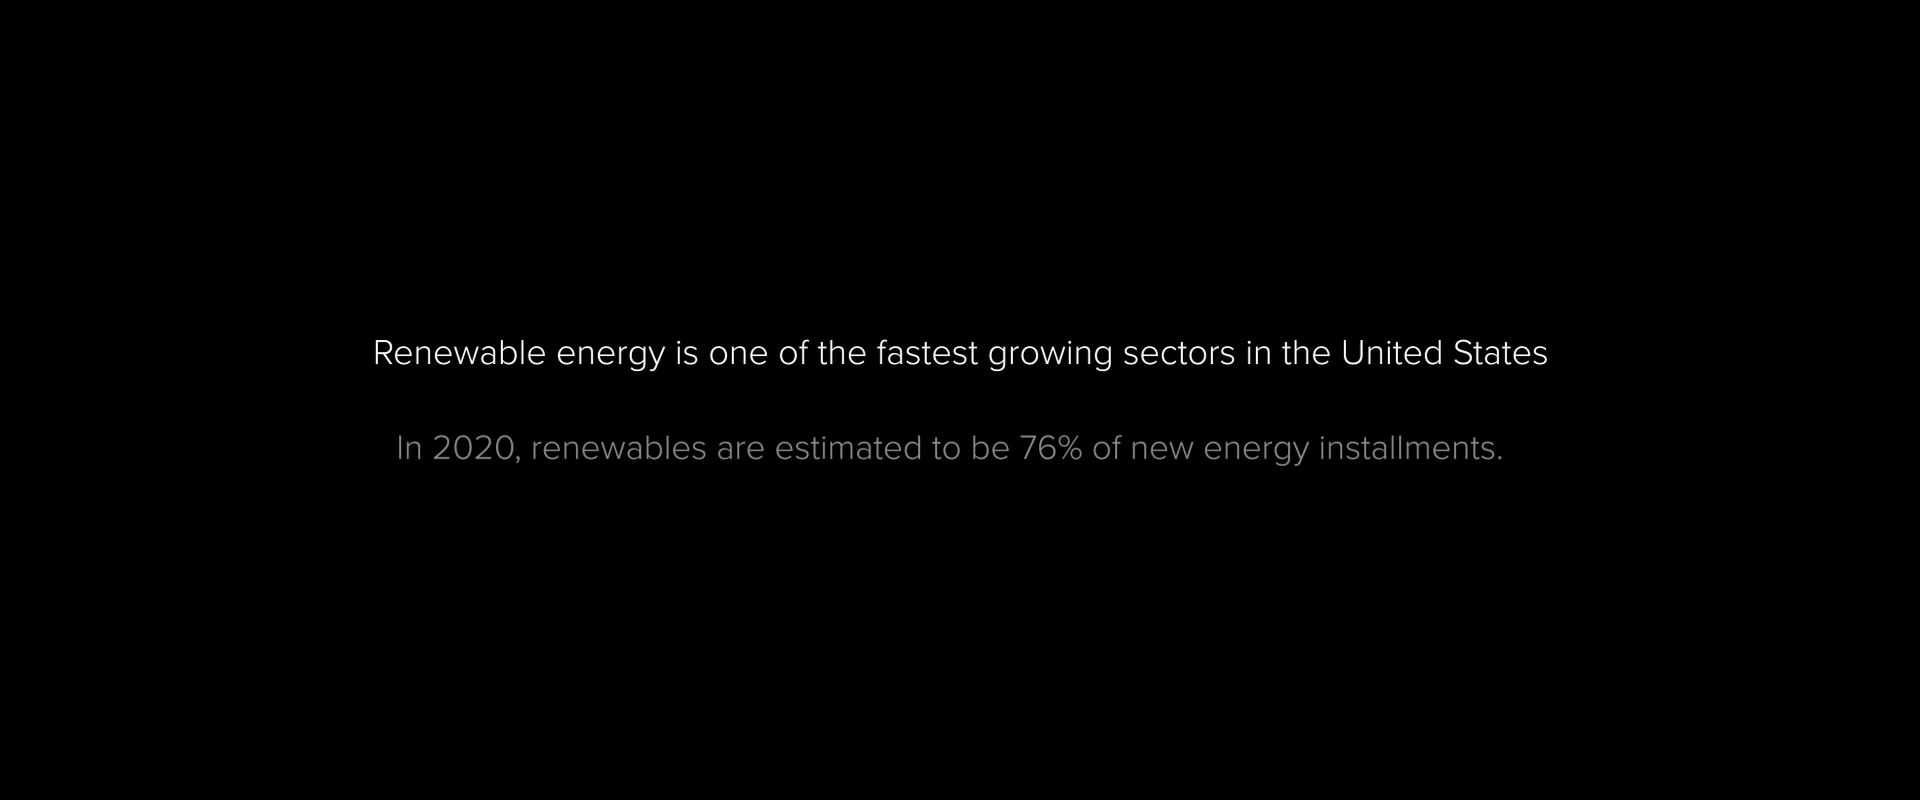 Renewable energy is one of the fastest growing sectors in the United States
In 2020, renewables are estimated to be 76% of new energy installments.